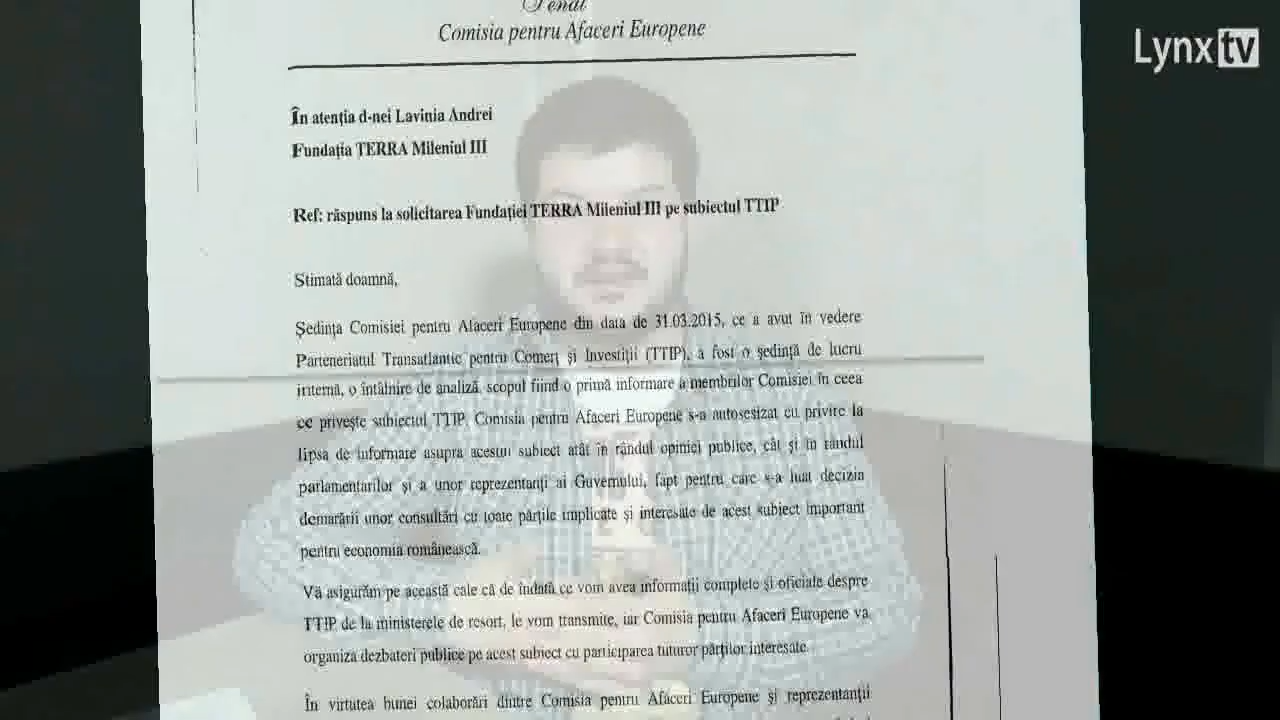 Lynx tv
Senat
Comisia pentru Afaceri Europene
În atenția d-nei Lavinia Andrei
Fundația TERRA Mileniul III
Ref: răspuns la solicitarea Fundației TERRA Mileniul III pe subiectul TTIP
Stimată doamnă,
Ședința Comisiei pentru Afaceri Europene din data de 31.03.2015, ce a avut în vedere
Parteneriatul Transatlantic pentru Comerț și Investiții (TTIP), a fost o ședință de lucru
internă, o întâlnire de analiză, scopul fiind o primă informare a membrilor Comisiei în ceea
ce privește subiectul TTIP. Comisia pentru Afaceri Europene s-a autosesizat cu privire la
lipsa de informare asupra acestui subiect atât în rândul opiniei publice, cât și în randul
parlamentarilor și a unor reprezentanți ai Guvernului, fapt pentru care s-a luat decizia
demarării unor consultări cu toate părțile implicate și interesate de acest subiect important
pentru economia românească.
Vă asigurăm pe această cale că de îndată ce vom avea informații complete și oficiale despre
TTIP de la ministerele de resort, le vom transmite, iar Comisia pentru Afaceri Europene va
organiza dezbateri publice pe acest subiect cu participarea tuturor părților interesate.
În virtutea bunei colaborări dintre Comisia pentru Afaceri Europene și reprezentanții